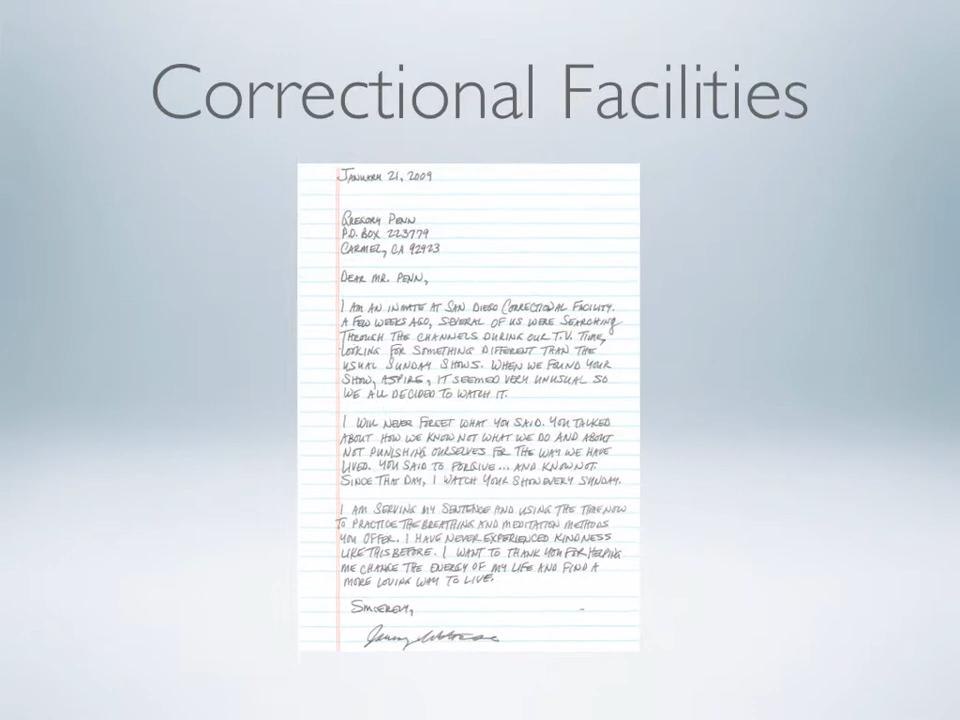 Correctional Facilities
JANUARY 21, 2009
GREGORY PENN
P.O. BOX 223779
CARMEL, CA 92923
DEAR MR. PENN,
I AM AN INMATE AT SAN DIEGO CORRECTIONAL FACILITY.
A FEW WEEKS AGO, SEVERAL OF US WERE SEARCHING
THROUGH THE CHANNELS DURING OUR T.V. TIME,
LOOKING FOR SOMETHING DIFFERENT THAN THE
USUAL SUNDAY SHOWS. WHEN WE FOUND YOUR
SHOW, ASPIRE, IT SEEMED VERY UNUSUAL SO
WE ALL DECIDED TO WATCH IT.
I WILL NEVER FORGET WHAT YOU SAID. YOU TALKED
ABOUT HOW WE KNOW NOT WHAT WE DO AND ABOUT
NOT PUNISHING OURSELVES FOR THE WAY WE HAVE
LIVED. YOU SAID TO FORGIVE... AND KNOW NOT.
SINCE THAT DAY, I WATCH YOUR SHOW EVERY SUNDAY.
I AM SERVING MY SENTENCE AND USING THE TIME NOW
TO PRACTICE THE BREATHING AND MEDITATION METHODS
YOU OFFER. I HAVE NEVER EXPERIENCED KINDNESS
LIKE THIS BEFORE. I WANT TO THANK YOU FOR HELPING
ME CHANGE THE ENERGY OF MY LIFE AND FIND A
MORE LOVING WAY TO LIVE.
SINCERELY,